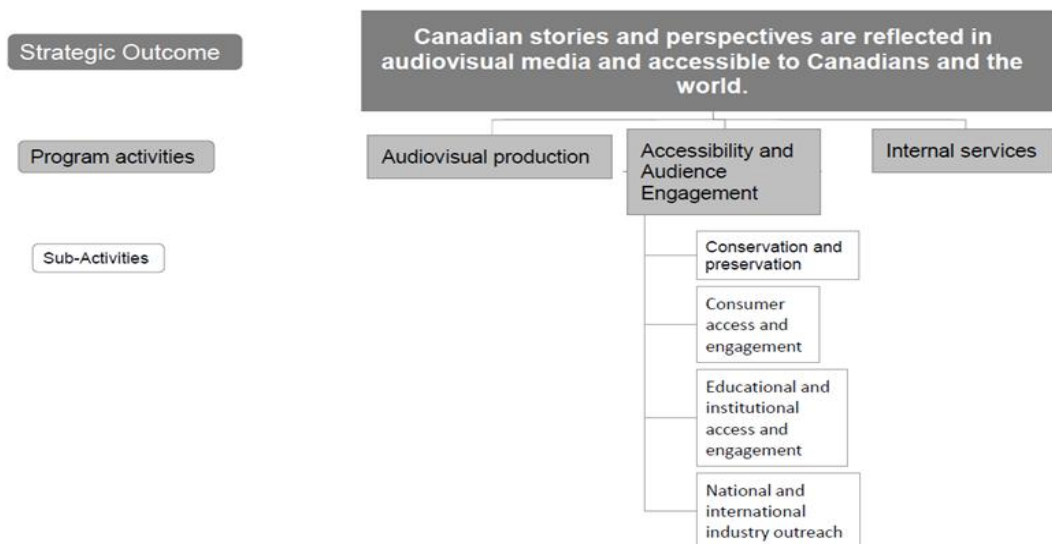 Strategic Outcome
Canadian stories and perspectives are reflected in
audiovisual media and accessible to Canadians and the
world.
Program activities
Audiovisual production
Accessibility and
Audience
Engagement
Internal services
Sub-Activities
Conservation and
preservation
Consumer
access and
engagement
Educational and
institutional
access and
engagement
National and
international
industry outreach